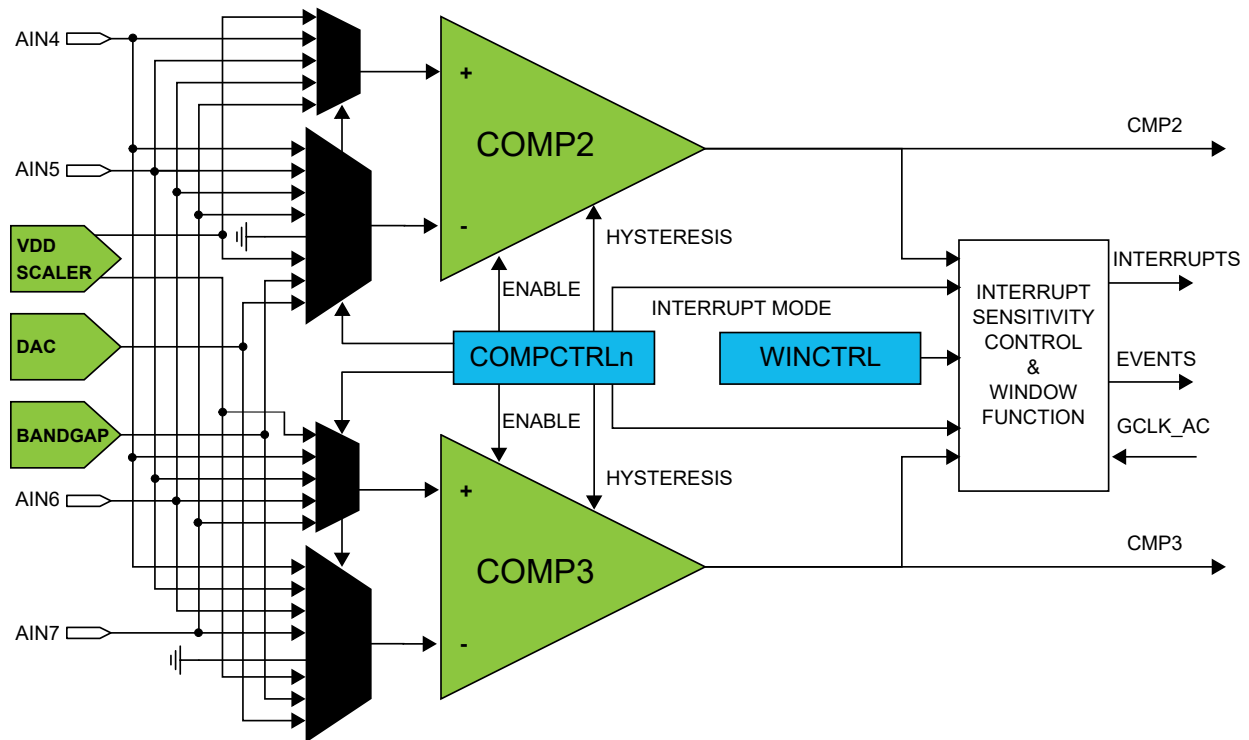 AIN4
+
COMP2
CMP2
AIN5
-
HYSTERESIS
VDD
SCALER
ENABLE
INTERRUPTS
INTERRUPT MODE
INTERRUPT
SENSITIVITY
CONTROL
&
WINDOW
FUNCTION
DAC
COMPCTRLn
WINCTRL
EVENTS
ENABLE
BANDGAP
GCLK_AC
HYSTERESIS
AIN6
+
COMP3
CMP3
AIN7
-